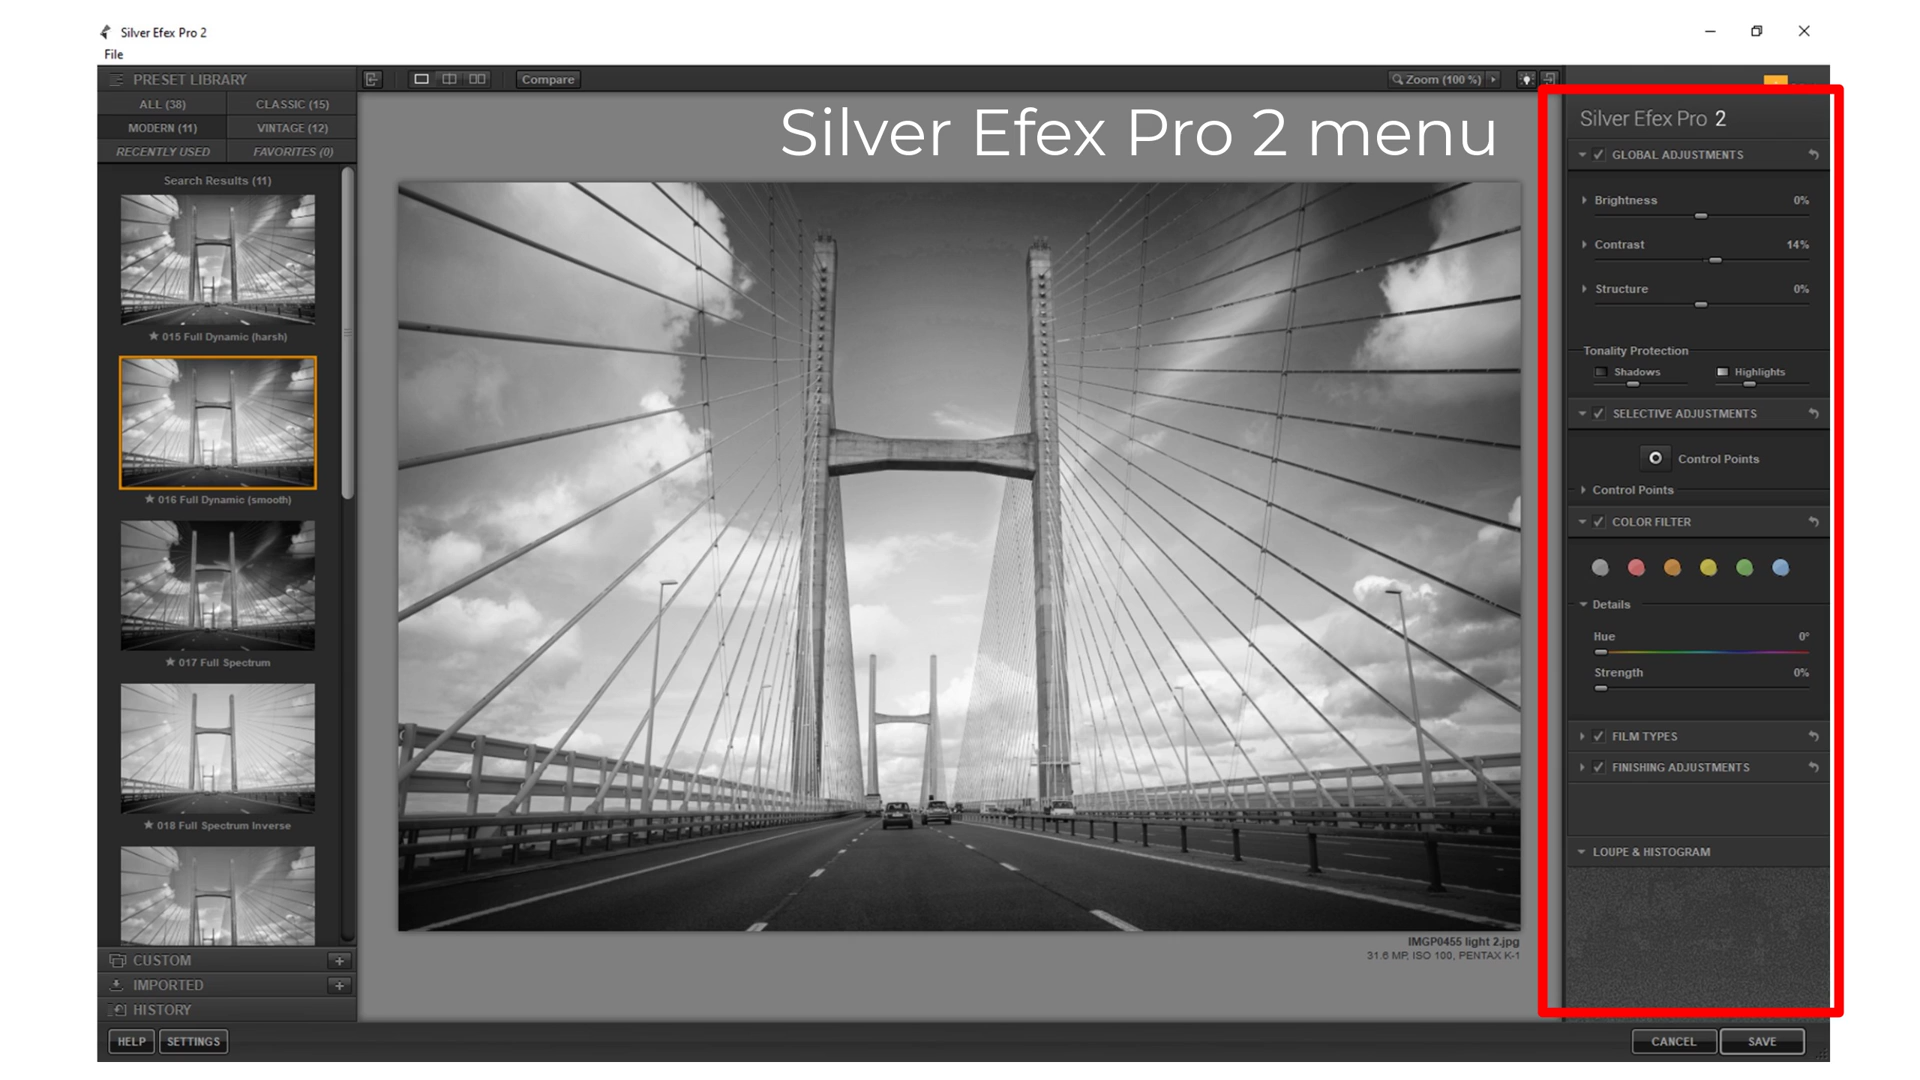 Silver Efex Pro 2
File
PRESET LIBRARY
ALL (38) CLASSIC (15)
MODERN (11) VINTAGE (12)
RECENTLY USED FAVORITES (0)
Search Results (11)
015 Full Dynamic (harsh)
016 Full Dynamic (smooth)
017 Full Spectrum
018 Full Spectrum Inverse
CUSTOM
IMPORTED
HISTORY
HELP SETTINGS
Compare
Zoom (100 %)
Silver Efex Pro 2 menu
IMGP0455 light 2.jpg
31.6 MP, ISO 100, PENTAX K-1
Silver Efex Pro 2
GLOBAL ADJUSTMENTS
Brightness 0%
Contrast 14%
Structure 0%
Tonality Protection
Shadows Highlights
SELECTIVE ADJUSTMENTS
Control Points
Control Points
COLOR FILTER
Details
Hue 0°
Strength 0%
FILM TYPES
FINISHING ADJUSTMENTS
LOUPE & HISTOGRAM
CANCEL SAVE